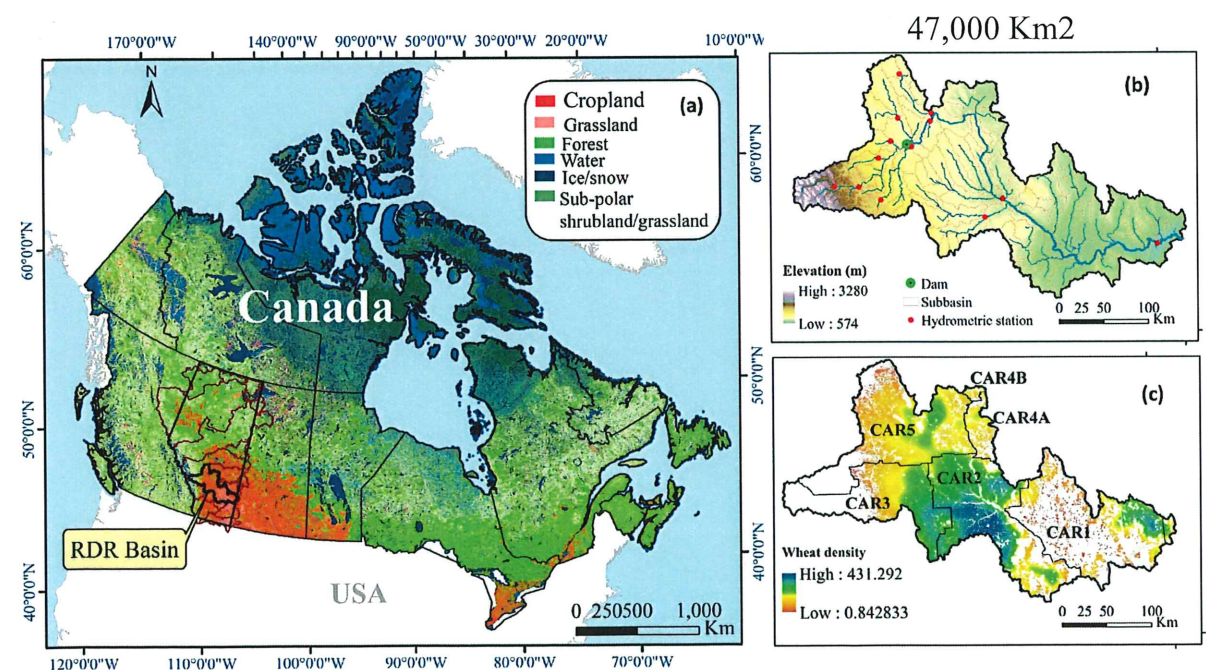 47,000 Km2
170°0'0"W 140°0'0"W 90°0'0"W 50°0'0"W 30°0'0"W 20°0'0"W 10°0'0"W
N
(a)
Cropland
Grassland
Forest
Water
Ice/snow
Sub-polar
shrubland/grassland
Canada
RDR Basin
USA
0 250500 1,000
Km
60°0'0"N
50°0'0"N
40°0'0"N
60°0'0"N
50°0'0"N
40°0'0"N
120°0'0"W 110°0'0"W 100°0'0"W 90°0'0"W 80°0'0"W 70°0'0"W
(b)
Elevation (m)
High : 3280
Low : 574
Dam
Subbasin
Hydrometric station
0 25 50 100
Km
(c)
CAR4B
CAR4A
CAR5
CAR2
CAR3
CAR1
Wheat density
High : 431.292
Low : 0.842833
0 25 50 100
Km